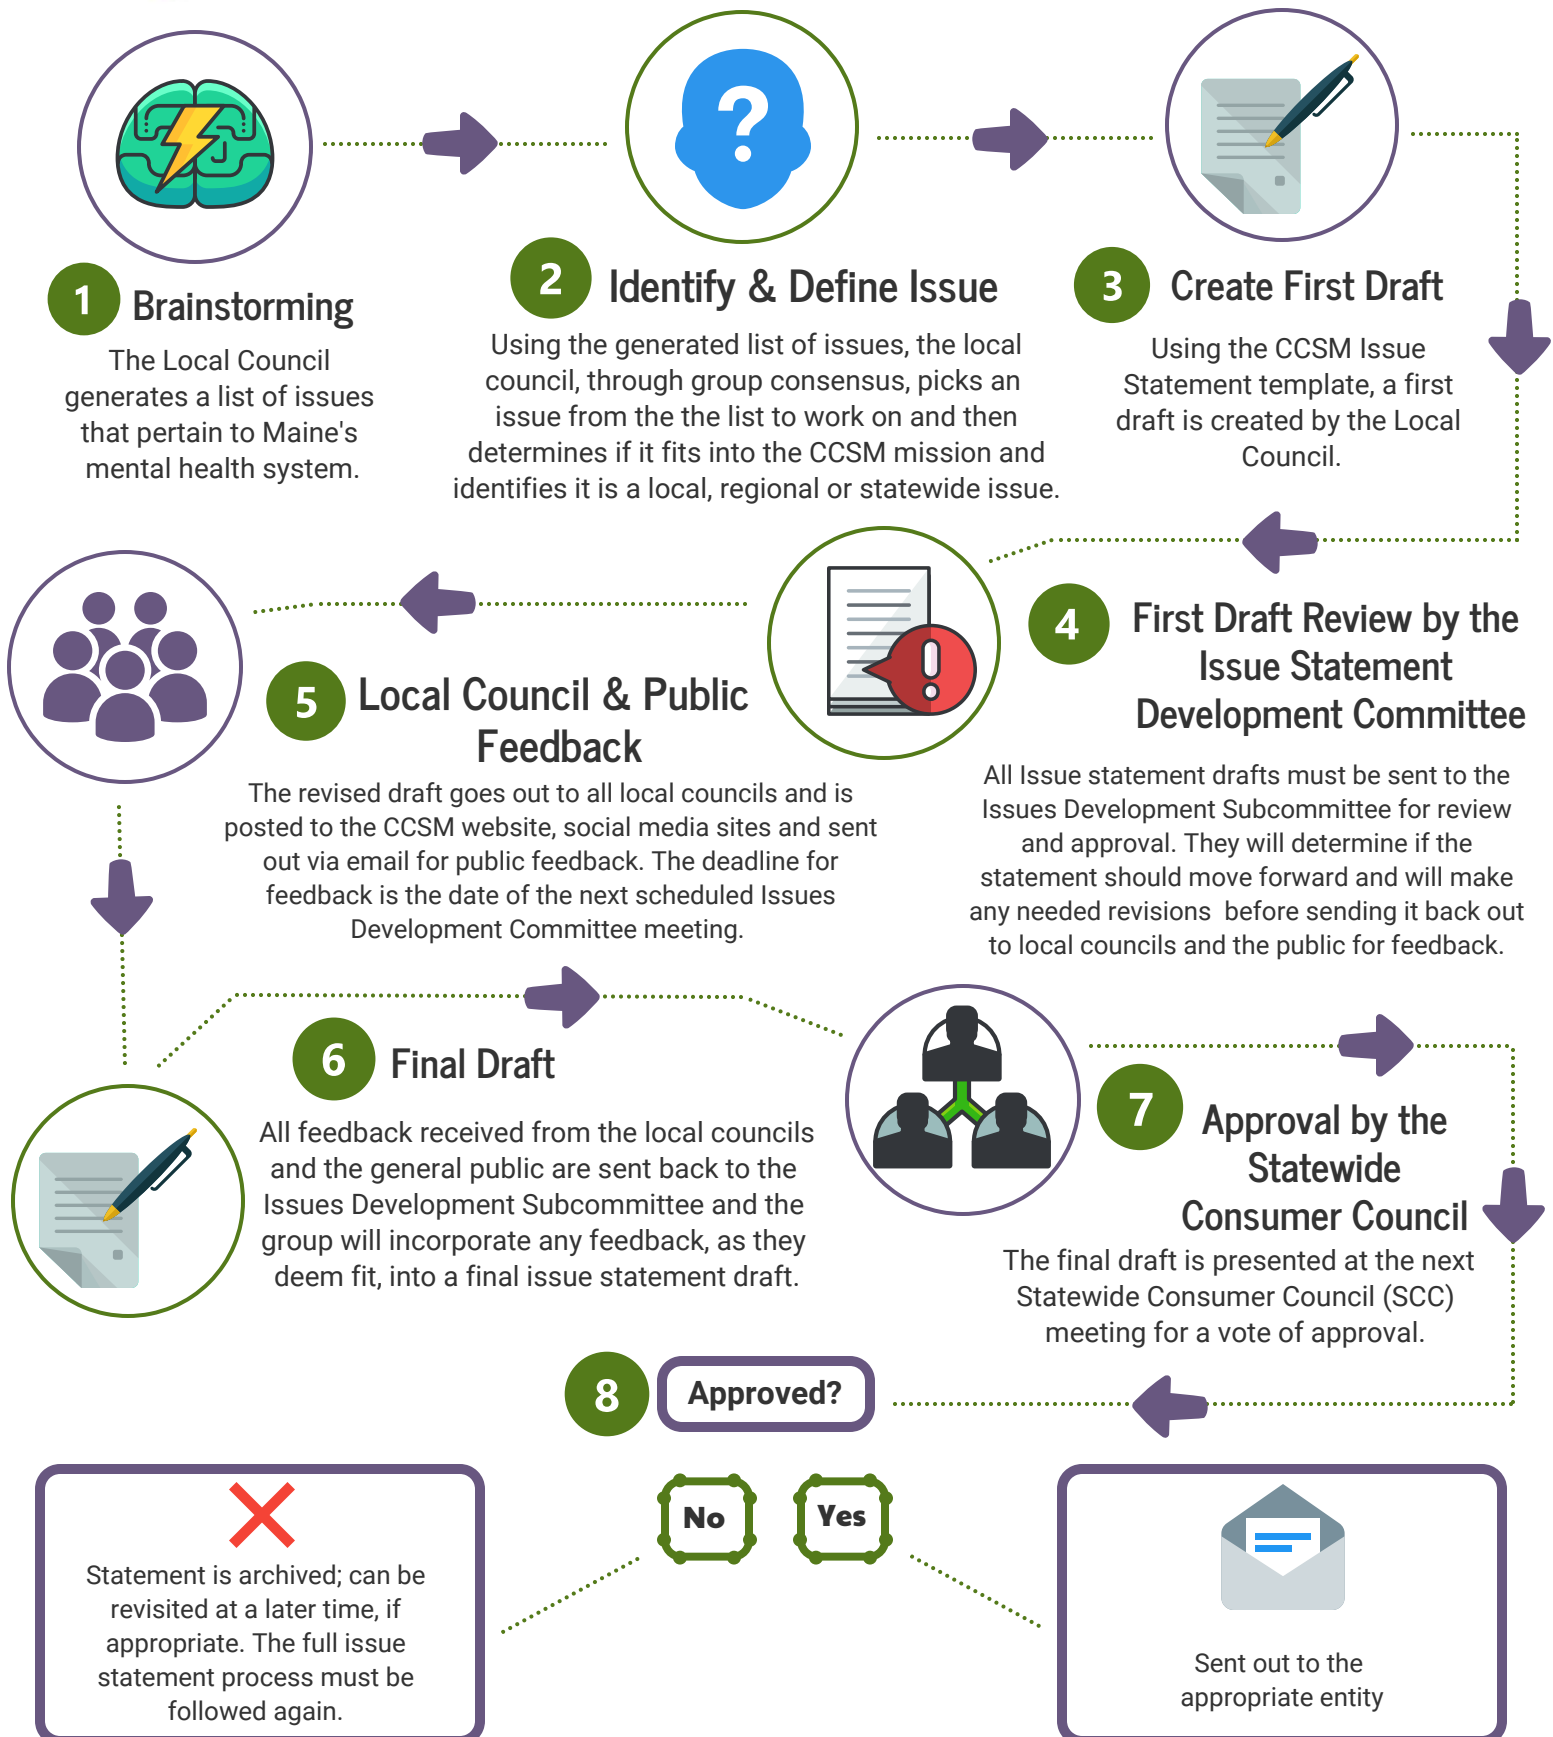 1
Brainstorming
The Local Council
generates a list of issues
that pertain to Maine's
mental health system.
2
Identify & Define Issue
Using the generated list of issues, the local
council, through group consensus, picks an
issue from the the list to work on and then
determines if it fits into the CCSM mission and
identifies it is a local, regional or statewide issue.
3
Create First Draft
Using the CCSM Issue
Statement template, a first
draft is created by the Local
Council.
4
First Draft Review by the
Issue Statement
Development Committee
All Issue statement drafts must be sent to the
Issues Development Subcommittee for review
and approval. They will determine if the
statement should move forward and will make
any needed revisions before sending it back out
to local councils and the public for feedback.
5
Local Council & Public
Feedback
The revised draft goes out to all local councils and is
posted to the CCSM website, social media sites and sent
out via email for public feedback. The deadline for
feedback is the date of the next scheduled Issues
Development Committee meeting.
6
Final Draft
All feedback received from the local councils
and the general public are sent back to the
Issues Development Subcommittee and the
group will incorporate any feedback, as they
deem fit, into a final issue statement draft.
7
Approval by the
Statewide
Consumer Council
The final draft is presented at the next
Statewide Consumer Council (SCC)
meeting for a vote of approval.
8
Approved?
No
Yes
Statement is archived; can be
revisited at a later time, if
appropriate. The full issue
statement process must be
followed again.
Sent out to the
appropriate entity